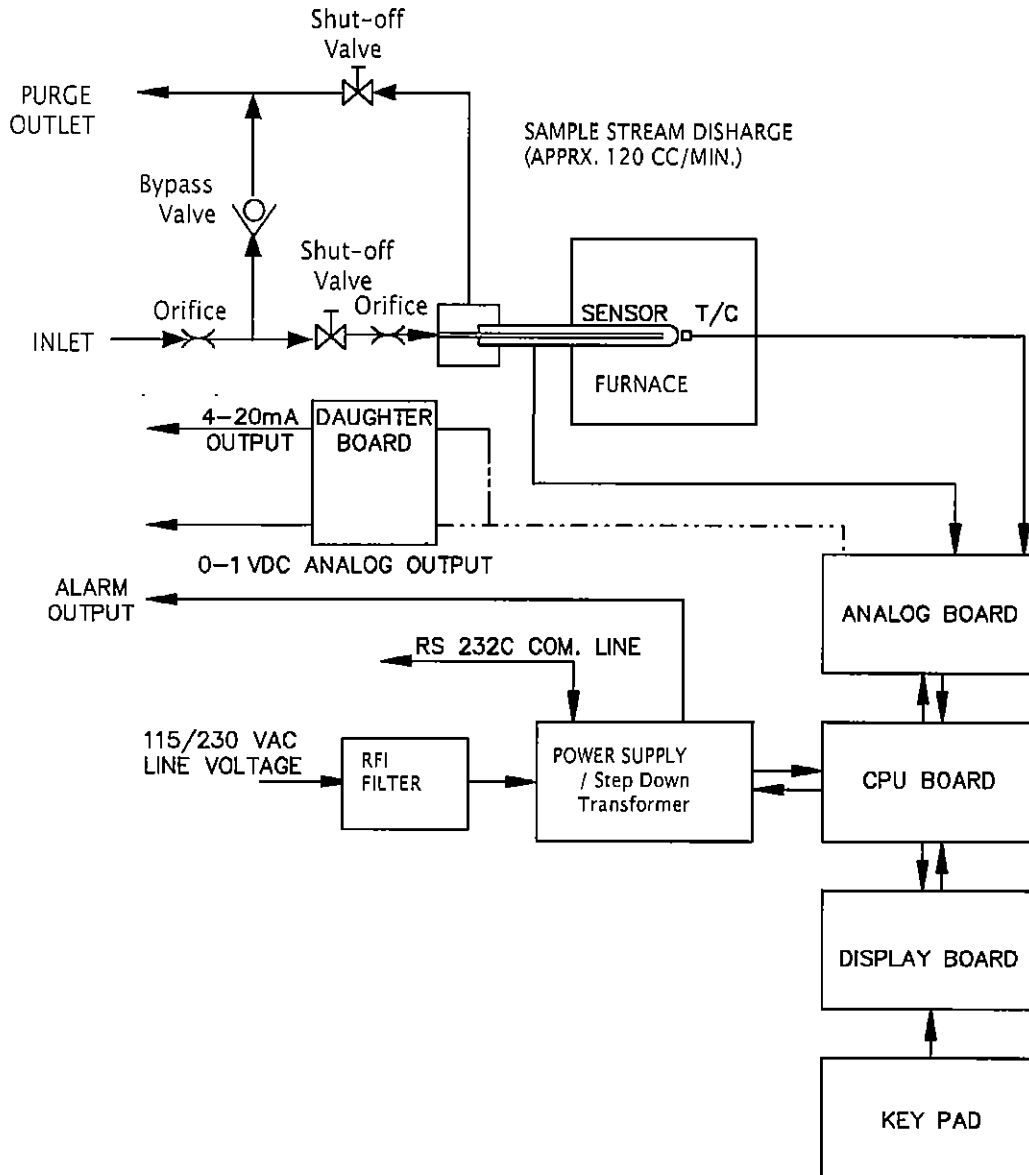 Shut-off
Valve
PURGE
OUTLET
SAMPLE STREAM DISHARGE
(APPRX. 120 CC/MIN.)
Bypass
Valve
Shut-off
Valve
Orifice
Orifice
SENSOR T/C
INLET
FURNACE
4-20mA
OUTPUT
DAUGHTER
BOARD
0-1 VDC ANALOG OUTPUT
ALARM
OUTPUT
ANALOG BOARD
RS 232C COM. LINE
115/230 VAC
LINE VOLTAGE
RFI
FILTER
POWER SUPPLY
/ Step Down
Transformer
CPU BOARD
DISPLAY BOARD
KEY PAD